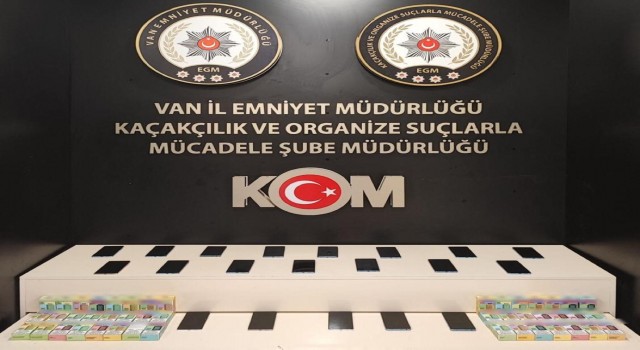 VAN EMNİYET MÜDÜRLÜĞÜ
EGM
KAÇAKÇILIK VE ORGANİZE SUÇLARLA MÜCADELE ŞUBE MÜDÜRLÜĞÜ
EGM
VAN İL EMNİYET MÜDÜRLÜĞÜ
KAÇAKÇILIK VE ORGANİZE SUÇLARLA
MÜCADELE ŞUBE MÜDÜRLÜĞÜ
KOM